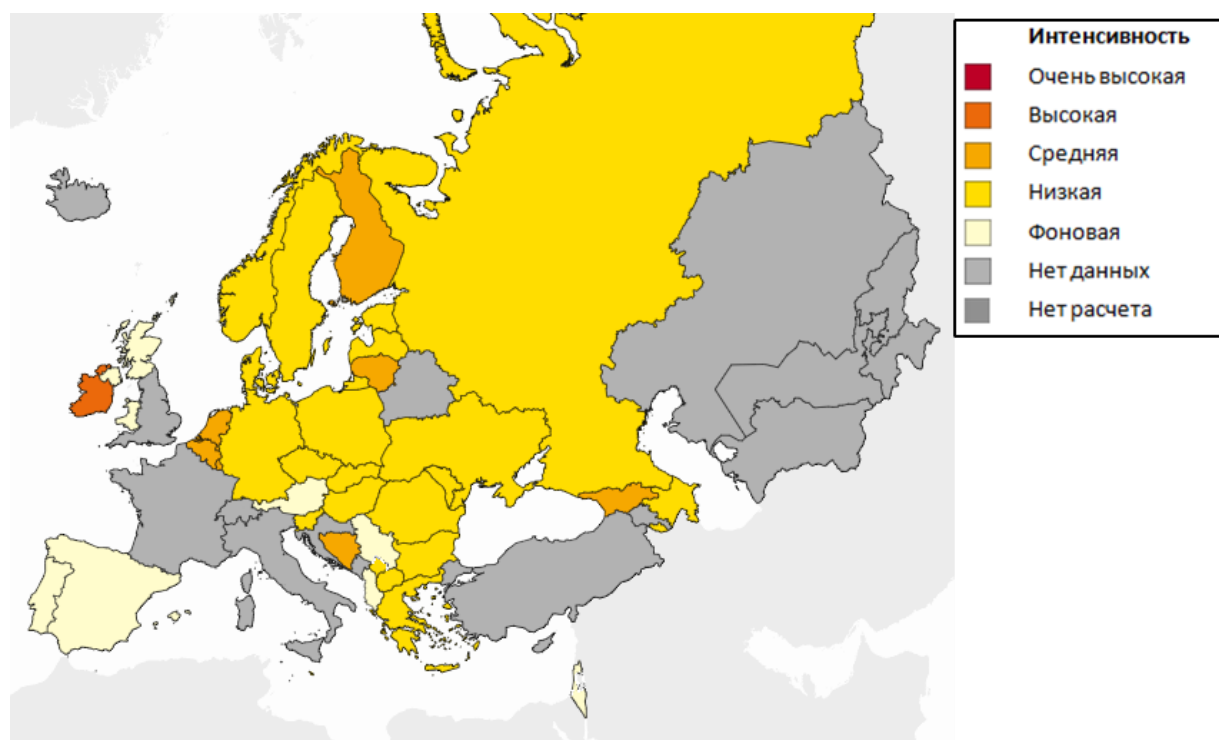 Интенсивность
Очень высокая
Высокая
Средняя
Низкая
Фоновая
Нет данных
Нет расчета